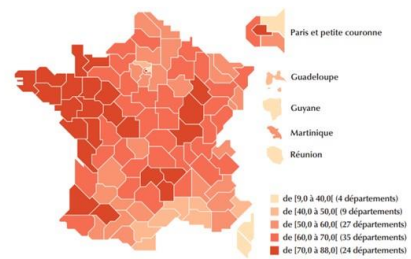 Paris et petite couronne
Guadeloupe
Guyane
Martinique
Réunion
de [9,0 à 40,0[ (4 départements)
de [40,0 à 50,0[ (9 départements)
de [50,0 à 60,0[ (27 départements)
de [60,0 à 70,0[ (35 départements)
de [70,0 à 88,0] (24 départements)